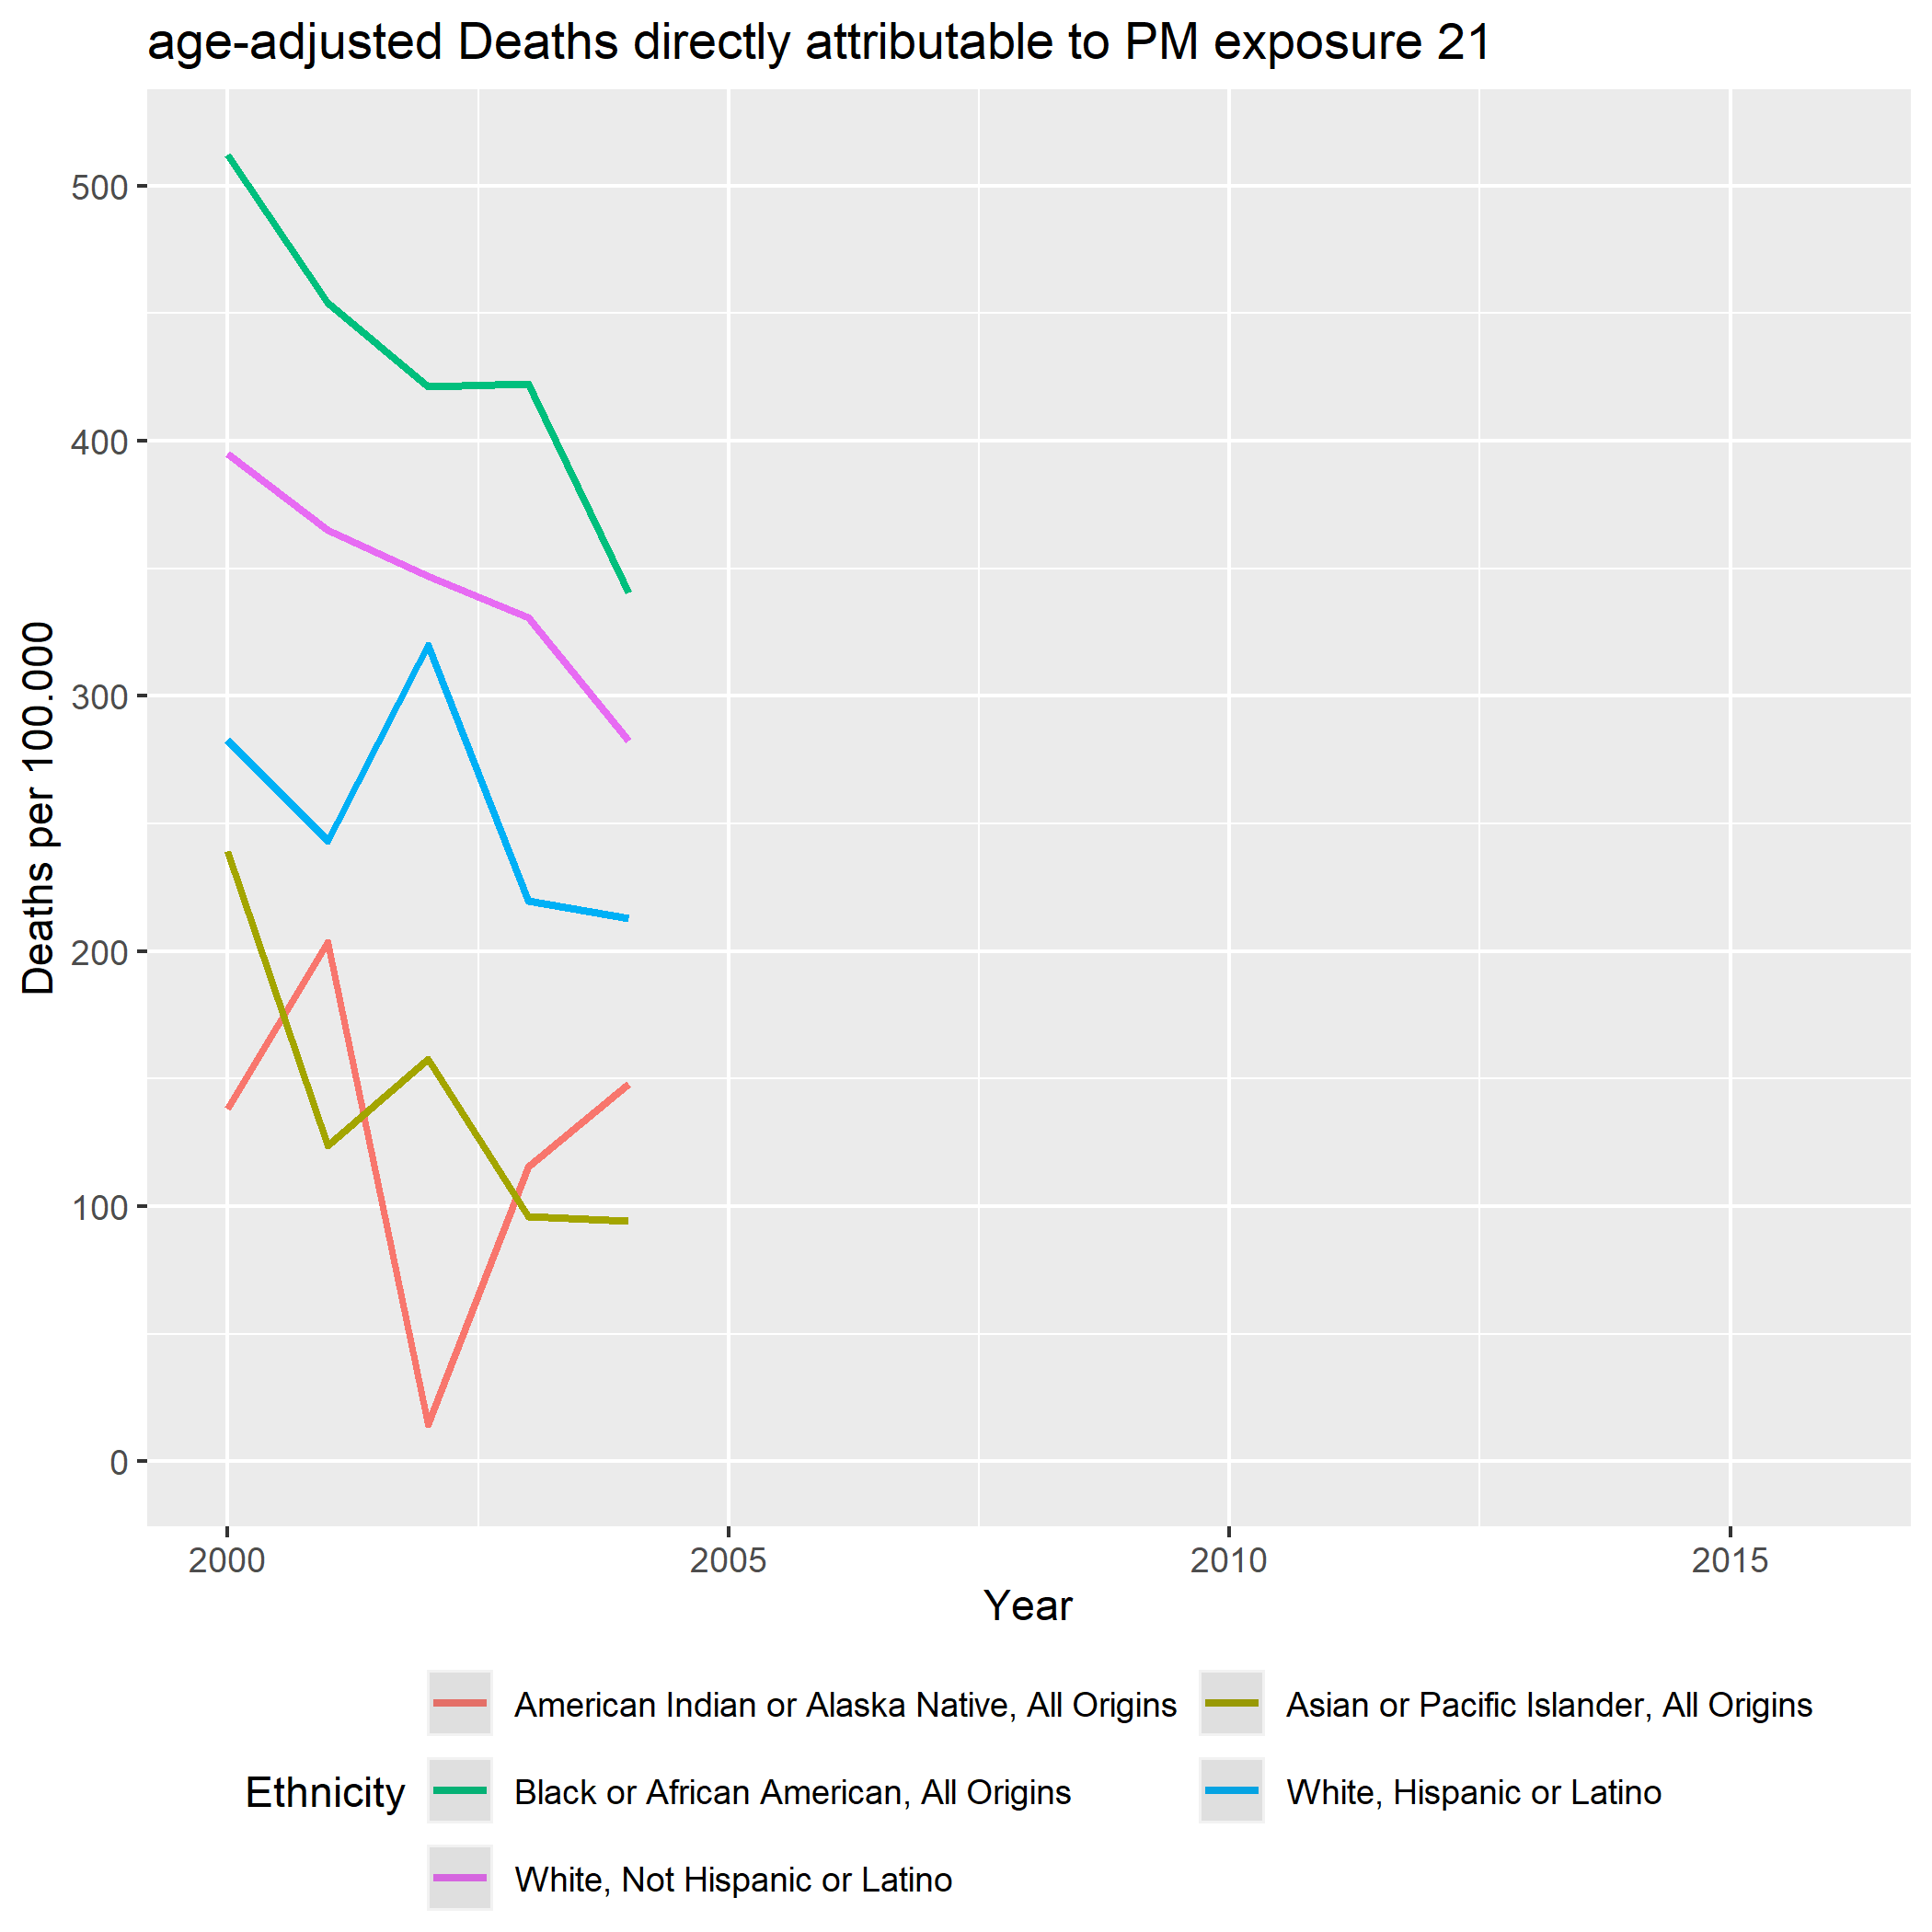 age-adjusted Deaths directly attributable to PM exposure 21
Deaths per 100.000
500
400
300
200
100
0
2000 2005 2010 2015
Year
Ethnicity
American Indian or Alaska Native, All Origins
Asian or Pacific Islander, All Origins
Black or African American, All Origins
White, Hispanic or Latino
White, Not Hispanic or Latino